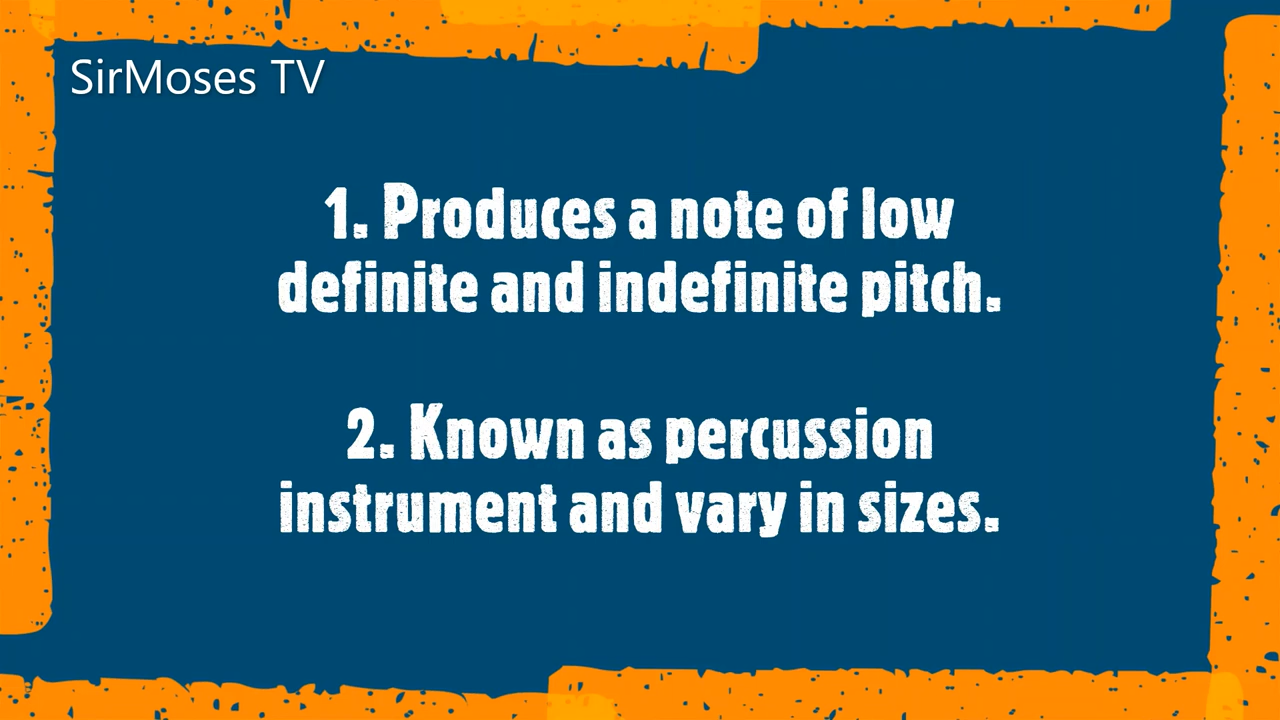 SirMoses TV
1. Produces a note of low
definite and indefinite pitch.
2. Known as percussion
instrument and vary in sizes.